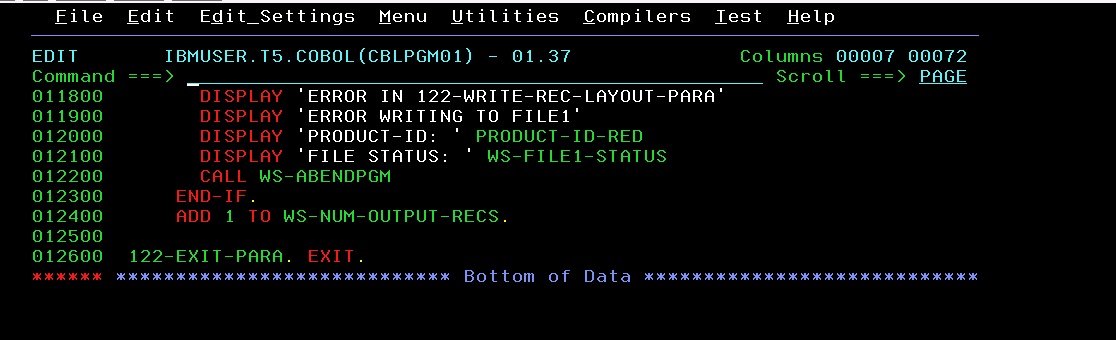 File Edit Edit_Settings Menu Utilities Compilers Test Help
EDIT IBMUSER.T5.COBOL(CBLPGM01) - 01.37 Columns 00007 00072
Command ===> _ Scroll ===> PAGE
011800 DISPLAY 'ERROR IN 122-WRITE-REC-LAYOUT-PARA'
011900 DISPLAY 'ERROR WRITING TO FILE1'
012000 DISPLAY 'PRODUCT-ID: ' PRODUCT-ID-RED
012100 DISPLAY 'FILE STATUS: ' WS-FILE1-STATUS
012200 CALL WS-ABENDPGM
012300 END-IF.
012400 ADD 1 TO WS-NUM-OUTPUT-RECS.
012500
012600 122-EXIT-PARA. EXIT.
****** **************************** Bottom of Data ****************************